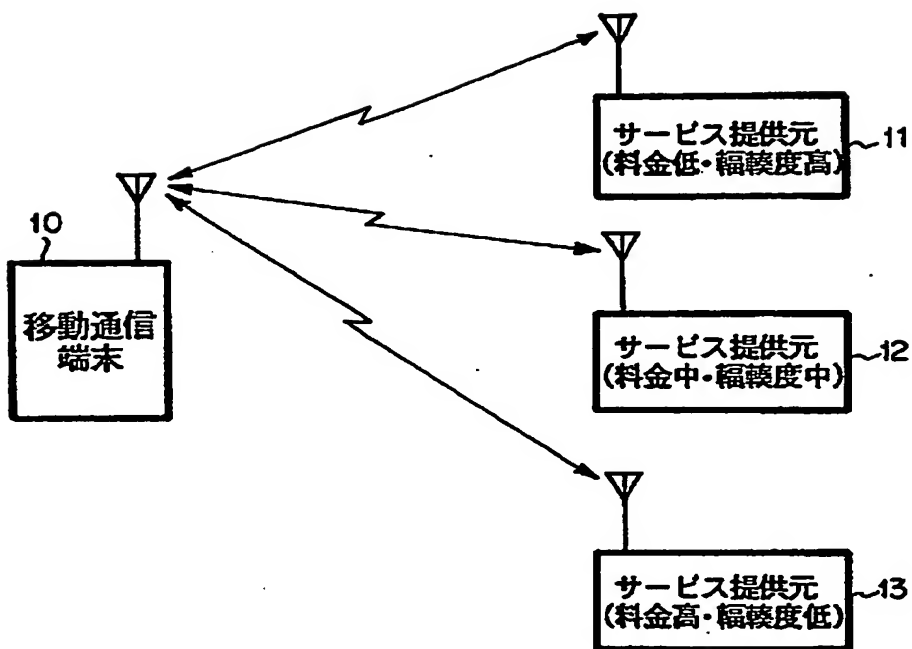 サービス提供元
(料金低・輻輳度高)
11
10
移動通信
端末
サービス提供元
(料金中・輻輳度中)
12
サービス提供元
(料金高・輻輳度低)
13